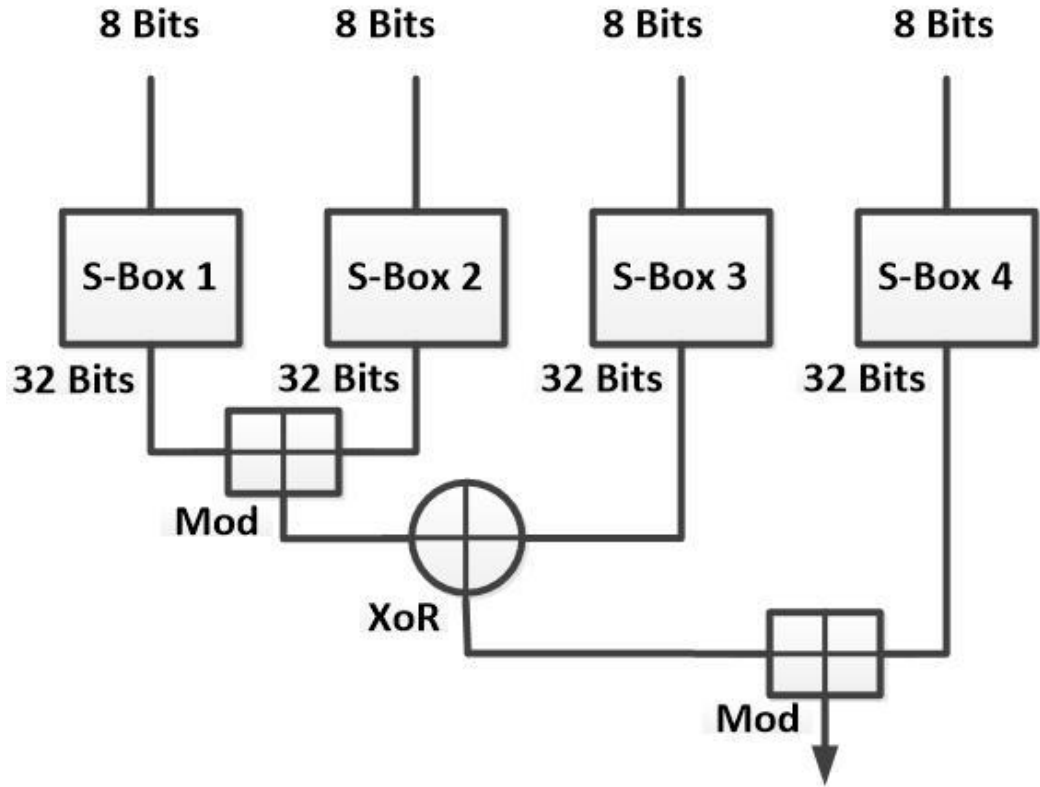 8 Bits 8 Bits 8 Bits 8 Bits
S-Box 1 S-Box 2 S-Box 3 S-Box 4
32 Bits 32 Bits 32 Bits 32 Bits
Mod
XoR
Mod